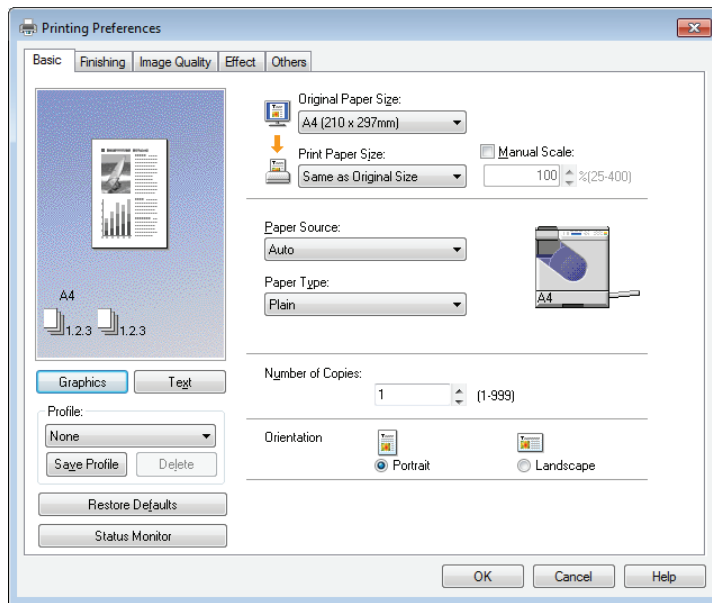 Printing Preferences
Basic Finishing Image Quality Effect Others
Original Paper Size:
A4 (210 x 297mm)
Print Paper Size:
Same as Original Size
Manual Scale:
100 %(25-400)
Paper Source:
Auto
Paper Type:
Plain
A4
A4
1.2.3 1.2.3
Graphics Text
Number of Copies:
1 (1-999)
Profile:
None
Save Profile Delete
Orientation
Portrait Landscape
Restore Defaults
Status Monitor
OK Cancel Help